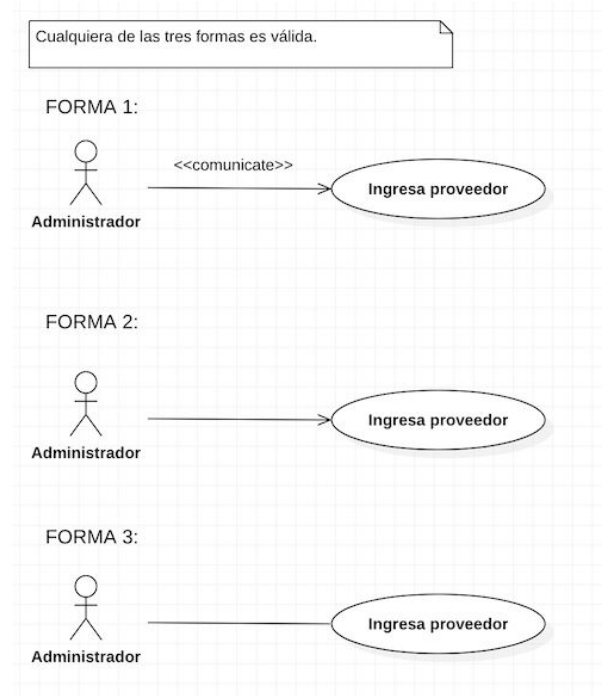 Cualquiera de las tres formas es válida.
FORMA 1:
<<comunicate>>
Ingresa proveedor
Administrador
FORMA 2:
Ingresa proveedor
Administrador
FORMA 3:
Ingresa proveedor
Administrador